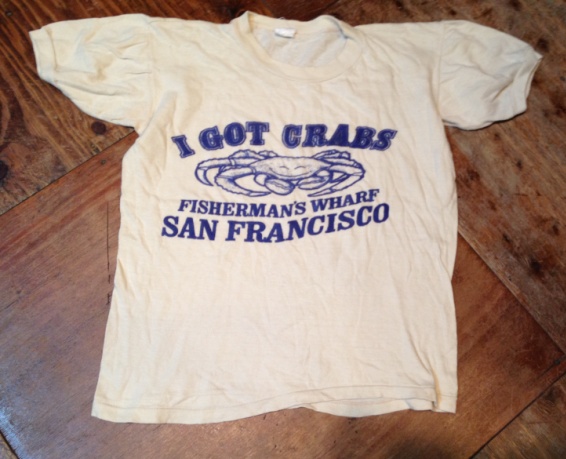 I GOT CRABS
FISHERMAN'S WHARF
SAN FRANCISCO